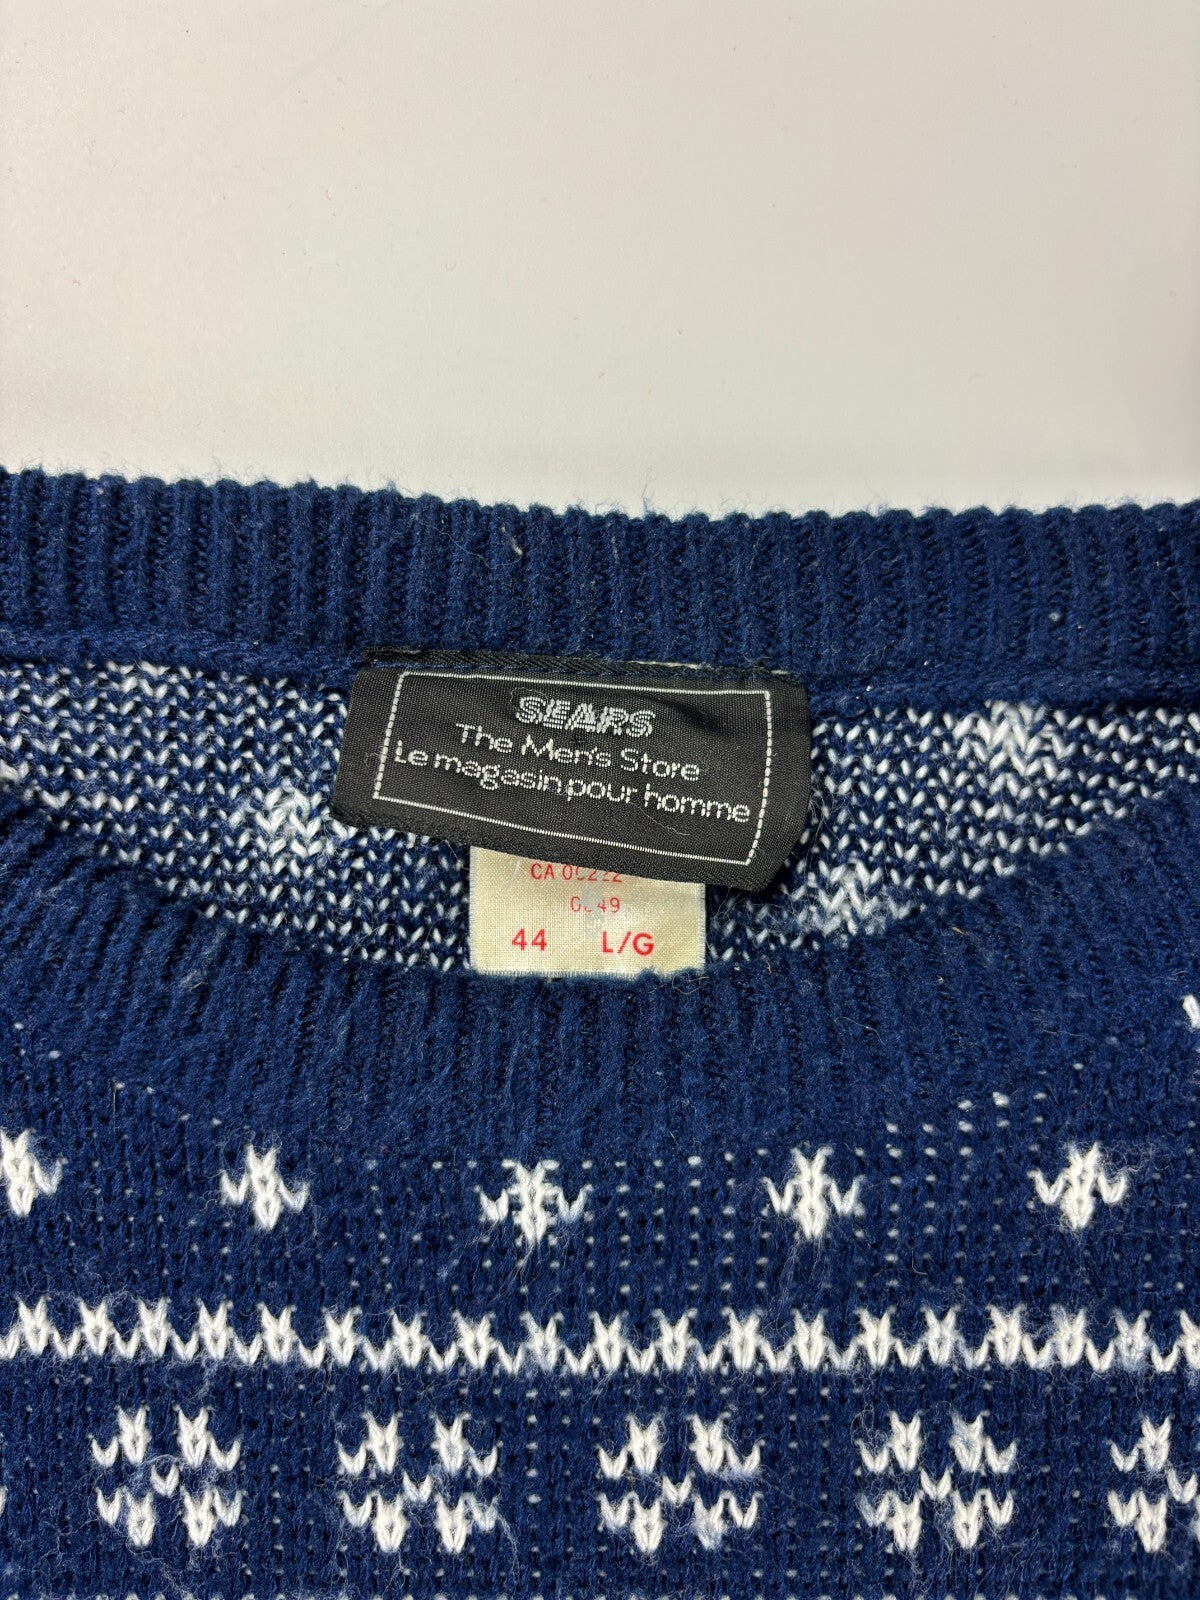 SEARS
The Men's Store
Le magasin pour homme
44 L/G